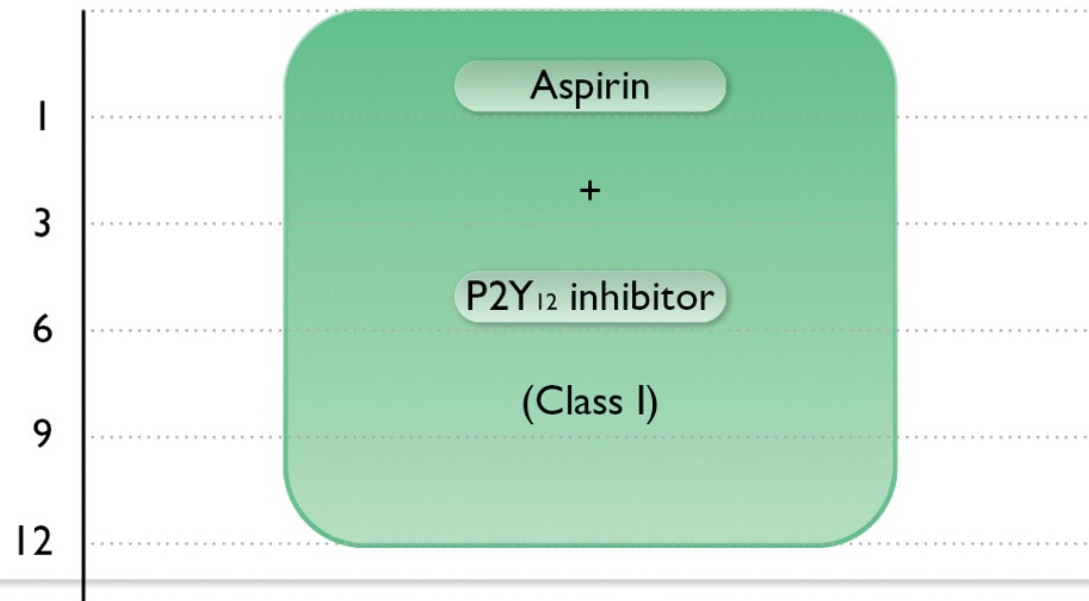 Aspirin
1
+
3
P2Y₁₂ inhibitor
6
(Class I)
9
12